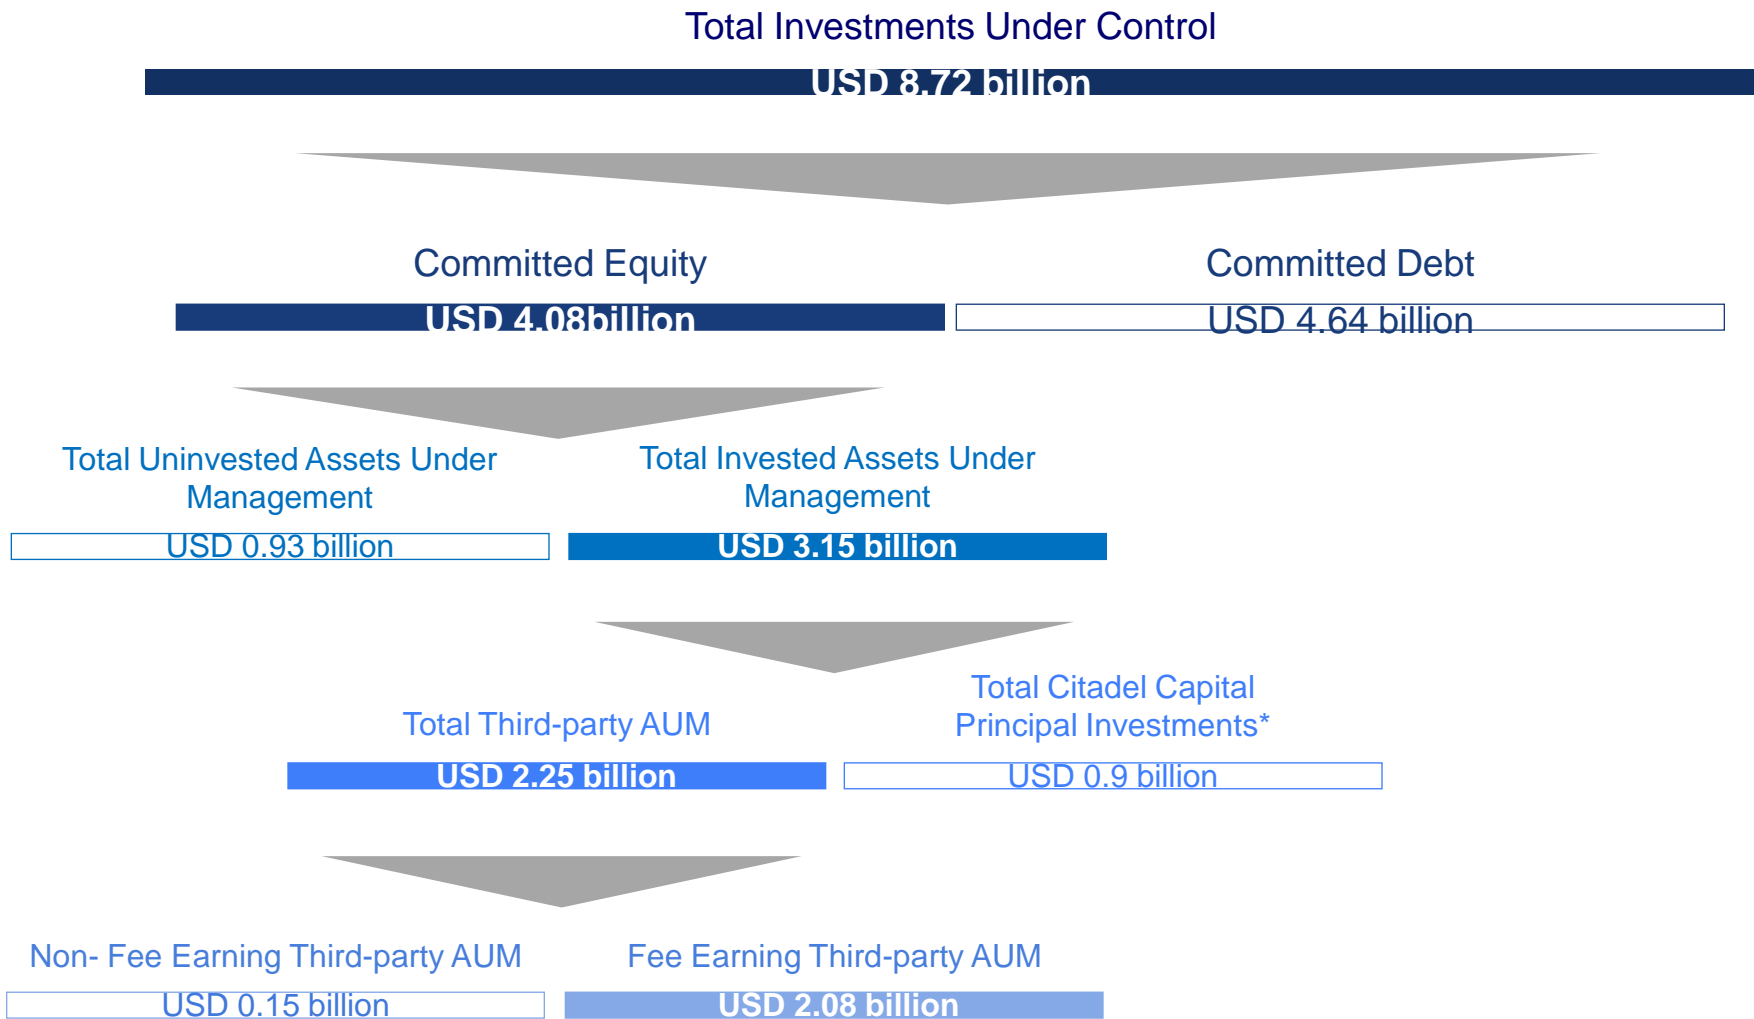 Total Investments Under Control
USD 8.72 billion
Committed Equity
USD 4.08billion
Committed Debt
USD 4.64 billion
Total Uninvested Assets Under
Management
USD 0.93 billion
Total Invested Assets Under
Management
USD 3.15 billion
Total Third-party AUM
USD 2.25 billion
Total Citadel Capital
Principal Investments*
USD 0.9 billion
Non- Fee Earning Third-party AUM
USD 0.15 billion
Fee Earning Third-party AUM
USD 2.08 billion